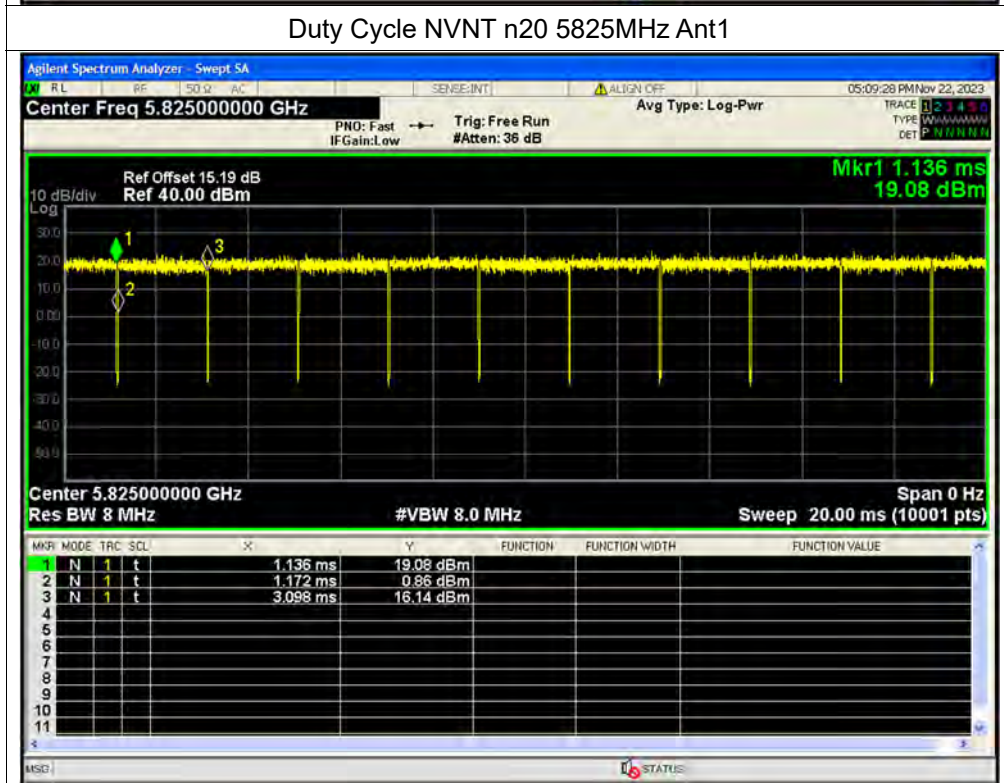 Duty Cycle NVNT n20 5825MHz Ant1
Agilent Spectrum Analyzer - Swept SA
RL RF 50 Ω AC SENSE:INT ALIGN OFF 05:09:28 PM Nov 22, 2023
Center Freq 5.825000000 GHz Avg Type: Log-Pwr TRACE 1 2 3 4 5 6
PNO: Fast Trig: Free Run TYPE
IFGain:Low #Atten: 36 dB DET P N N N N N
Mkr1 1.136 ms
19.08 dBm
Ref Offset 15.19 dB
10 dB/div Ref 40.00 dBm
Log
30.0
20.0
10.0
0.00
-10.0
-20.0
-30.0
-40.0
-50.0
1
2
3
Center 5.825000000 GHz Span 0 Hz
Res BW 8 MHz #VBW 8.0 MHz Sweep 20.00 ms (10001 pts)
MKR MODE TRC SCL X Y FUNCTION FUNCTION WIDTH FUNCTION VALUE
1 N 1 t 1.136 ms 19.08 dBm
2 N 1 t 1.172 ms 0.86 dBm
3 N 1 t 3.098 ms 16.14 dBm
4
5
6
7
8
9
10
11
MSG STATUS